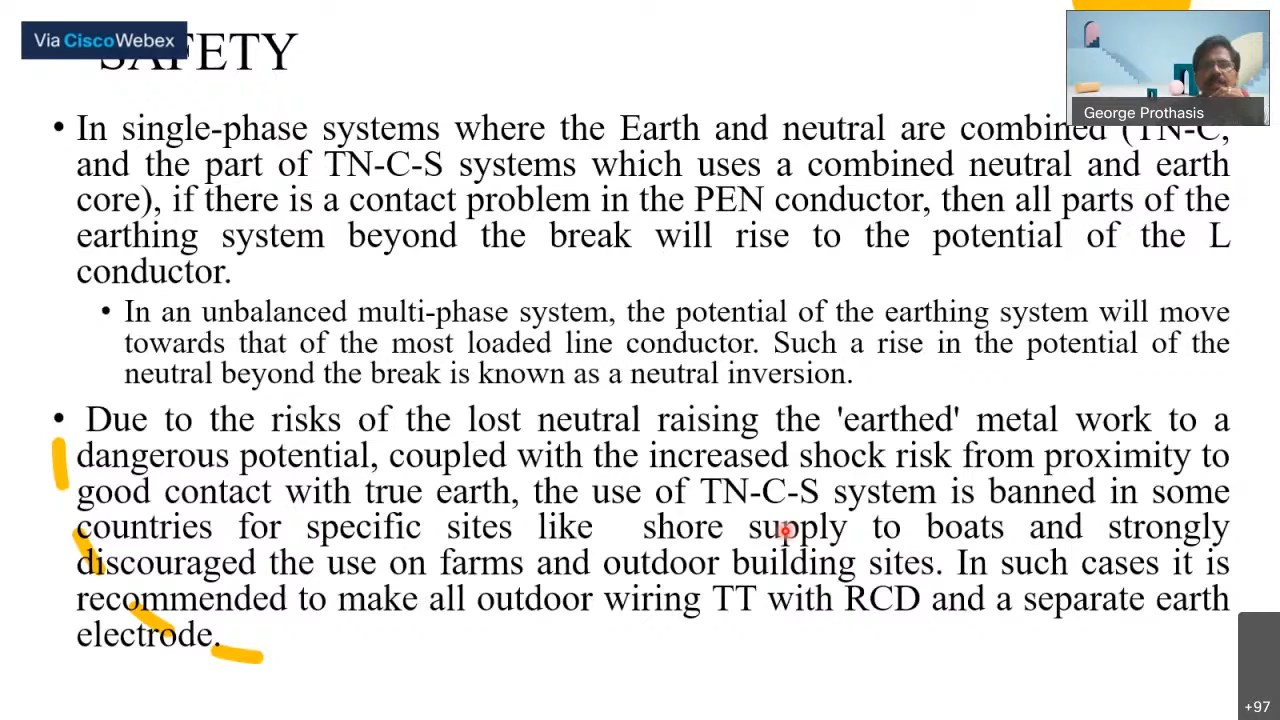 Via Cisco Webex
SAFETY
George Prothasis
• In single-phase systems where the Earth and neutral are combined (TN-C,
and the part of TN-C-S systems which uses a combined neutral and earth
core), if there is a contact problem in the PEN conductor, then all parts of the
earthing system beyond the break will rise to the potential of the L
conductor.
• In an unbalanced multi-phase system, the potential of the earthing system will move
towards that of the most loaded line conductor. Such a rise in the potential of the
neutral beyond the break is known as a neutral inversion.
• Due to the risks of the lost neutral raising the 'earthed' metal work to a
dangerous potential, coupled with the increased shock risk from proximity to
good contact with true earth, the use of TN-C-S system is banned in some
countries for specific sites like shore supply to boats and strongly
discouraged the use on farms and outdoor building sites. In such cases it is
recommended to make all outdoor wiring TT with RCD and a separate earth
electrode.
+97